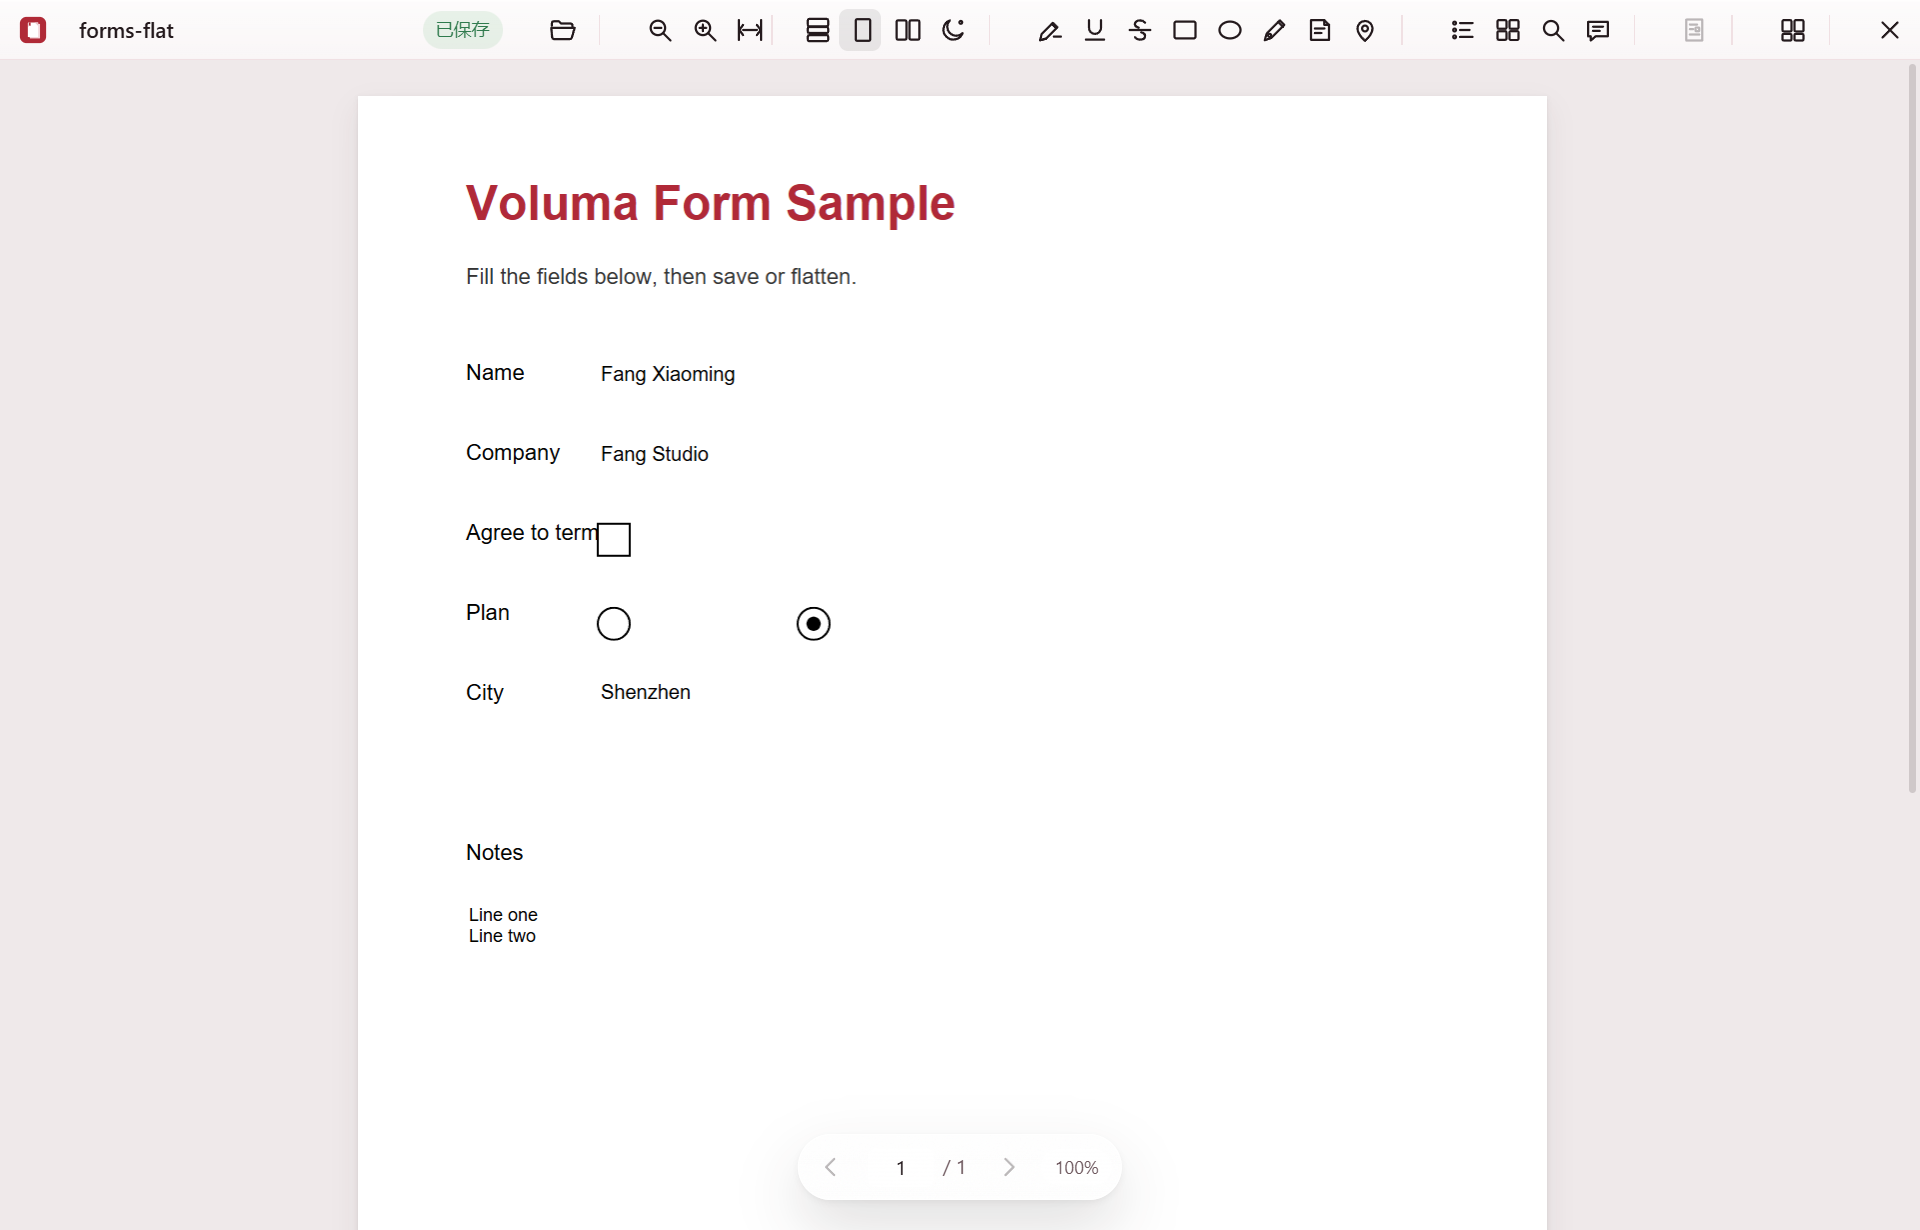 forms-flat
已保存
Voluma Form Sample
Fill the fields below, then save or flatten.
Name Fang Xiaoming
Company Fang Studio
Agree to term
Plan
City Shenzhen
Notes
Line one
Line two
1 / 1 100%